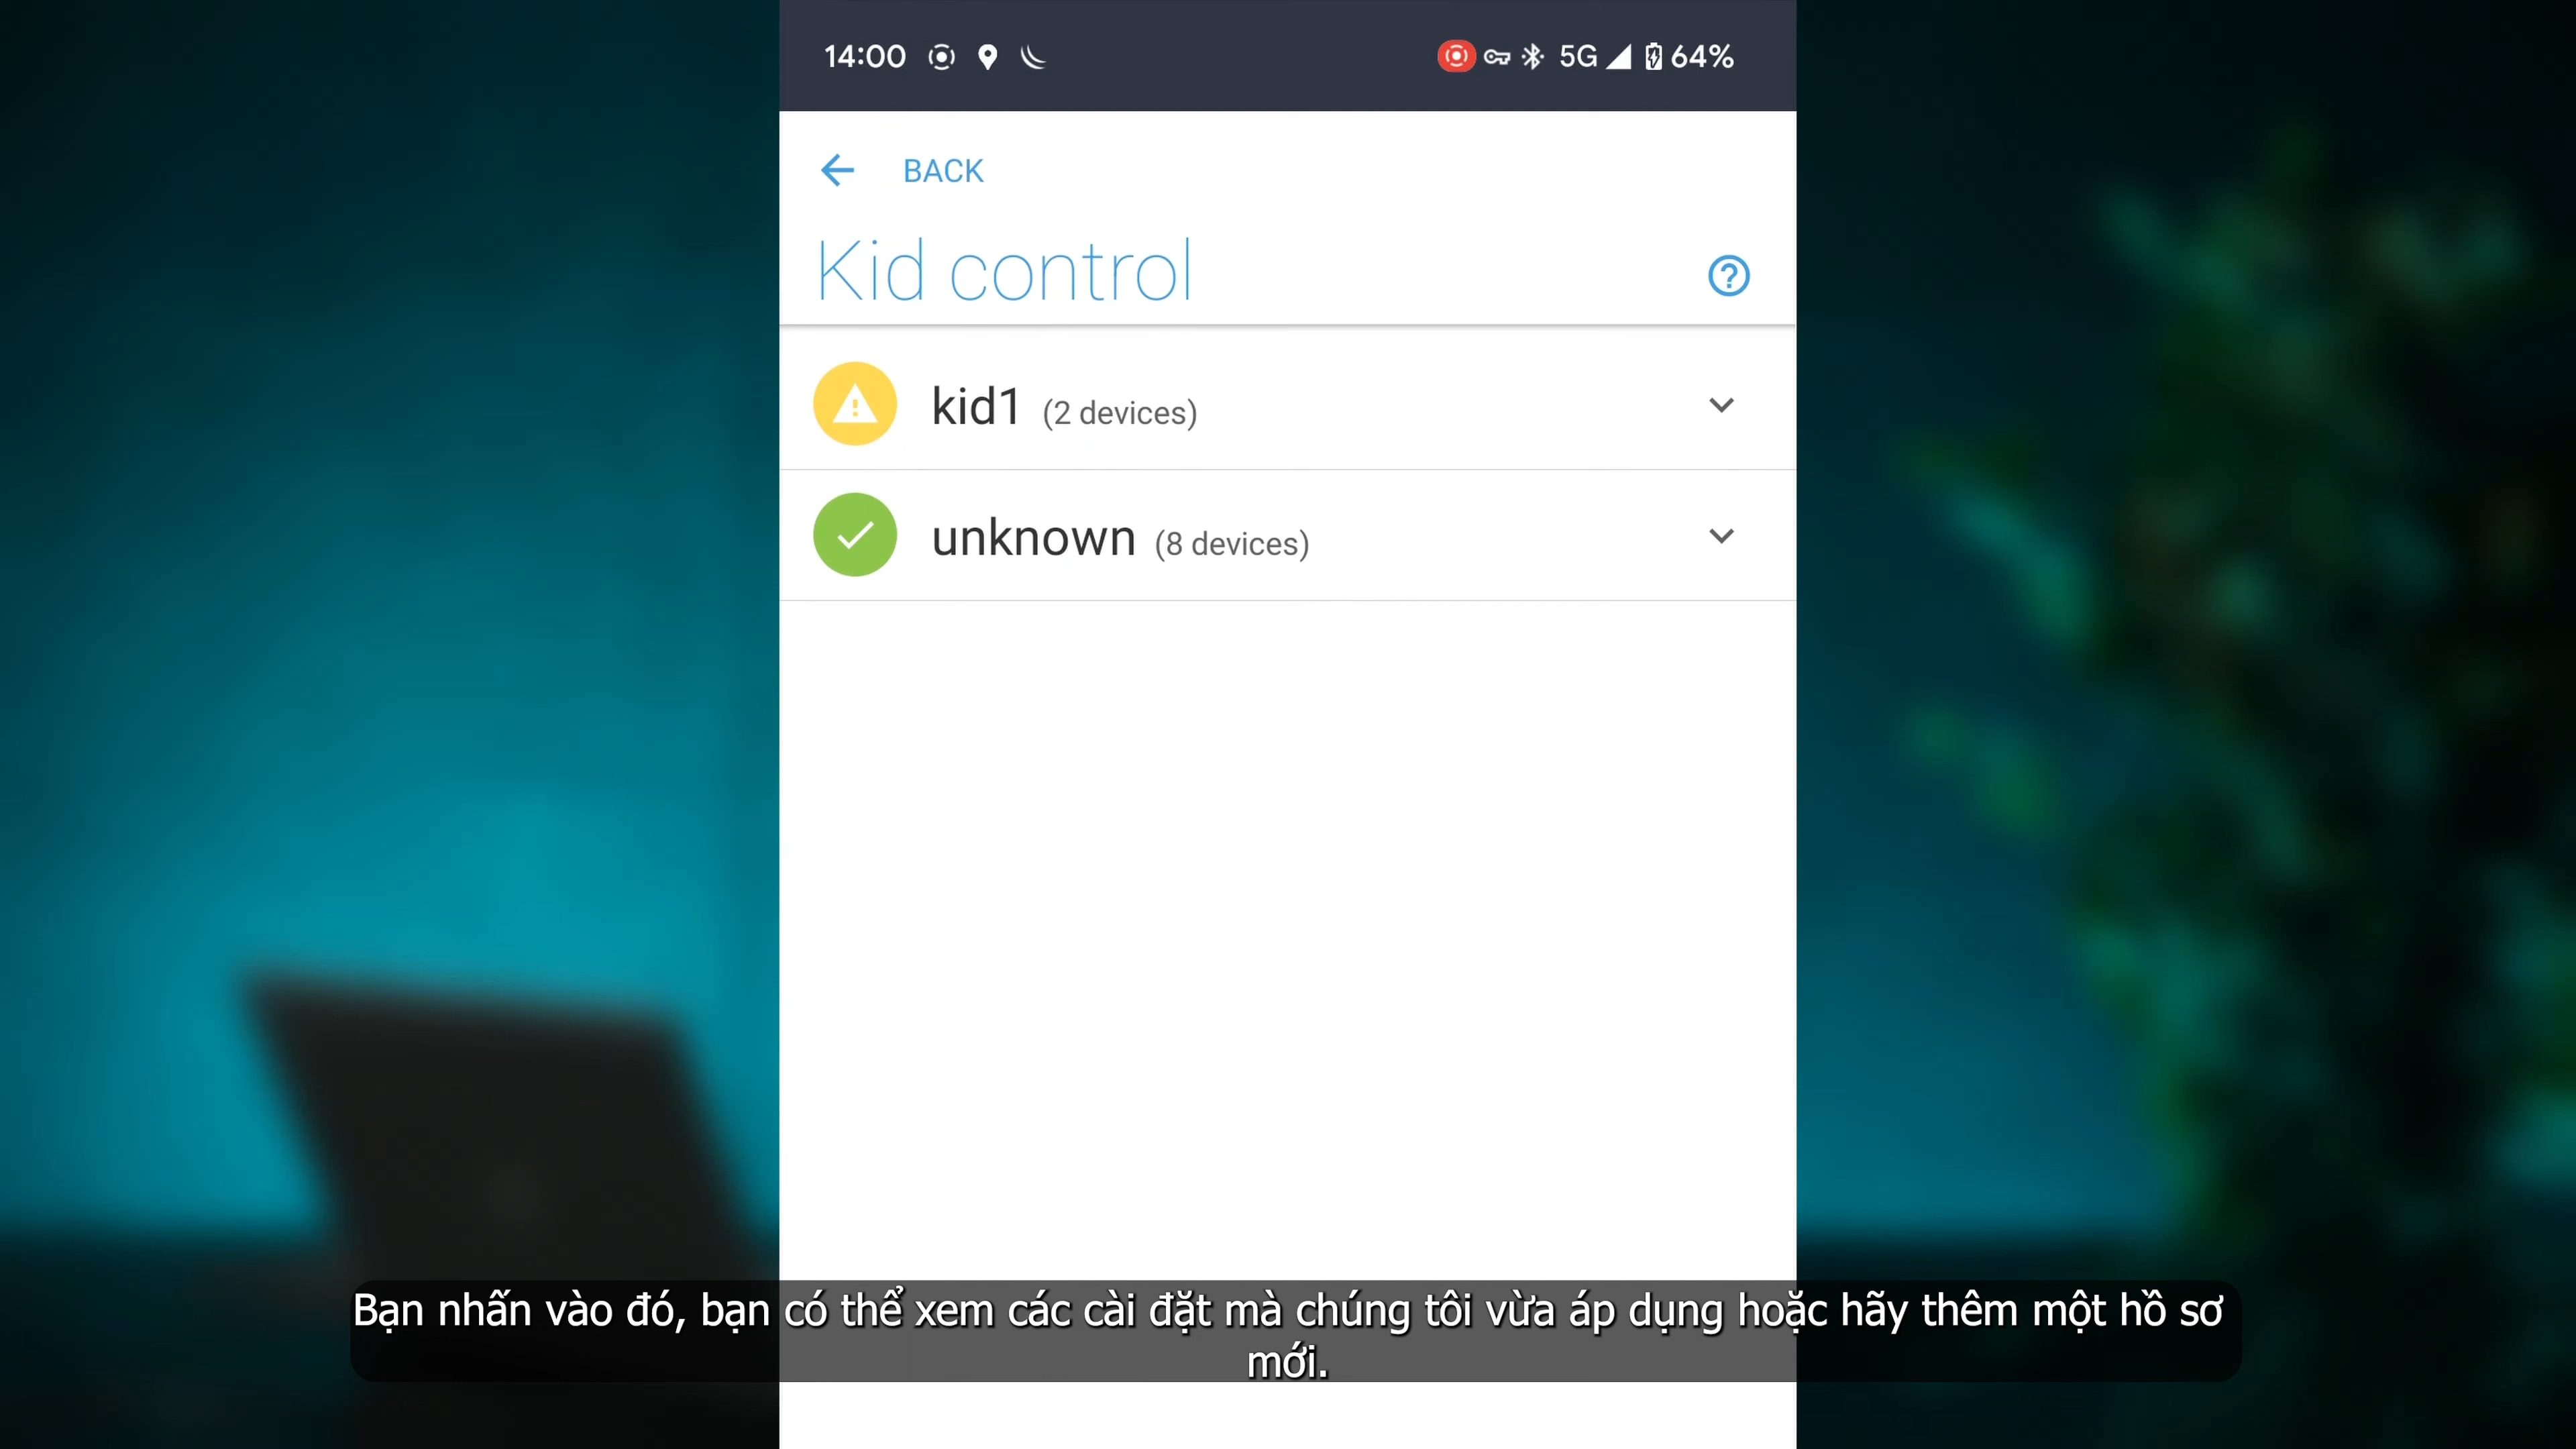 14:00 5G 64%
BACK
Kid control
kid1 (2 devices)
unknown (8 devices)
Bạn nhấn vào đó, bạn có thể xem các cài đặt mà chúng tôi vừa áp dụng hoặc hãy thêm một hồ sơ
mới.